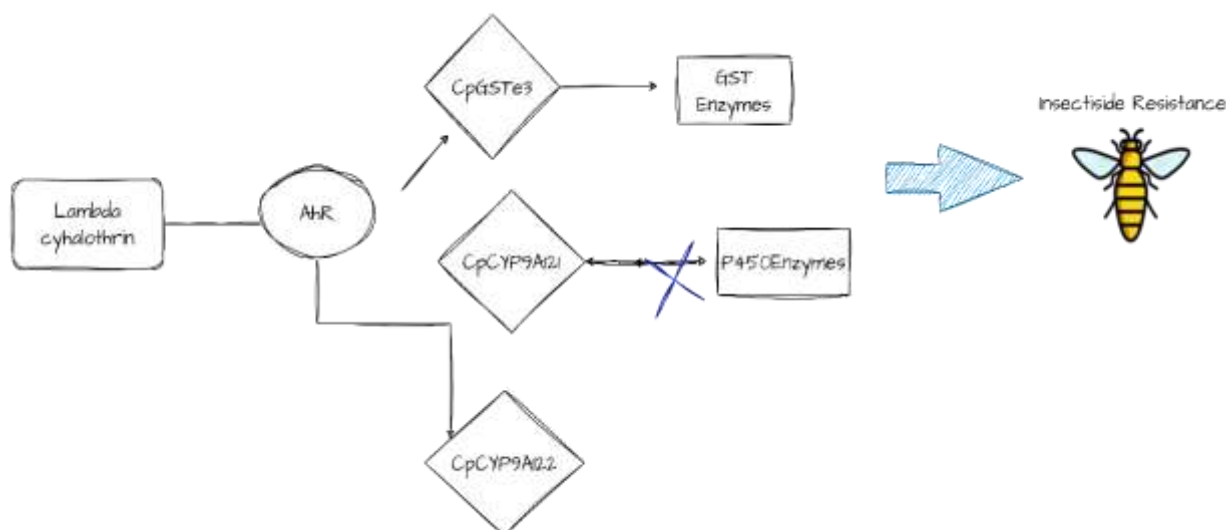 CpGSTe3
GST
Enzymes
Insectiside Resistance
Lambda
cyhalothrin
AhR
CpCYP9A121
P450Enzymes
CpCYP9A122